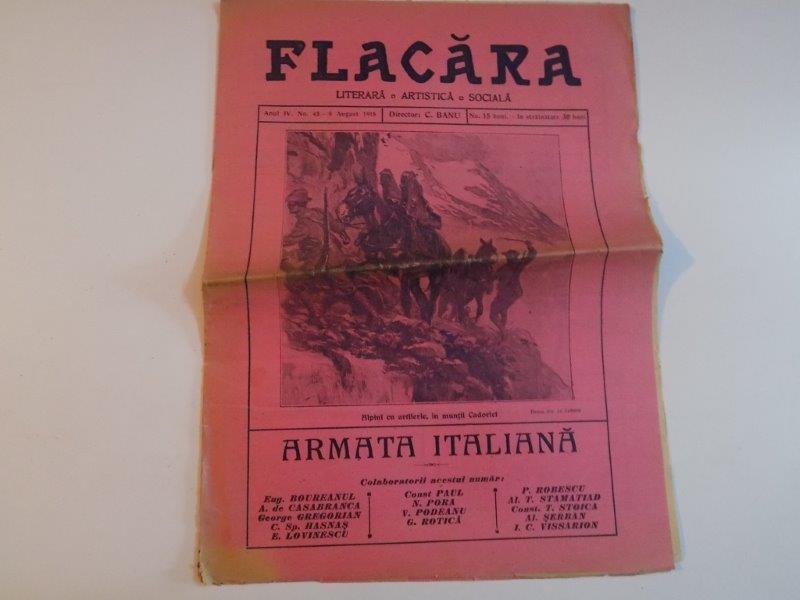 FLACĂRA
LITERARĂ o ARTISTICĂ o SOCIALĂ
Anul IV. No. 43 - 8 August 1915
Director: C. BANU
No. 15 bani. - In străinătate 30 bani
Alpini cu artilerie, in munții Cadorici
ARMATA ITALIANĂ
Colaboratorii acestui număr:
Eug. BOUREANUL
A. de CASABRANCA
George GREGORIAN
C. Sp. HASNAȘ
E. LOVINESCU
Const PAUL
N. PORA
V. PODEANU
G. ROTICĂ
P. ROBESCU
Al. T. STAMATIAD
Const. T. STOICA
Al. ȘERBAN
I. C. VISSARION